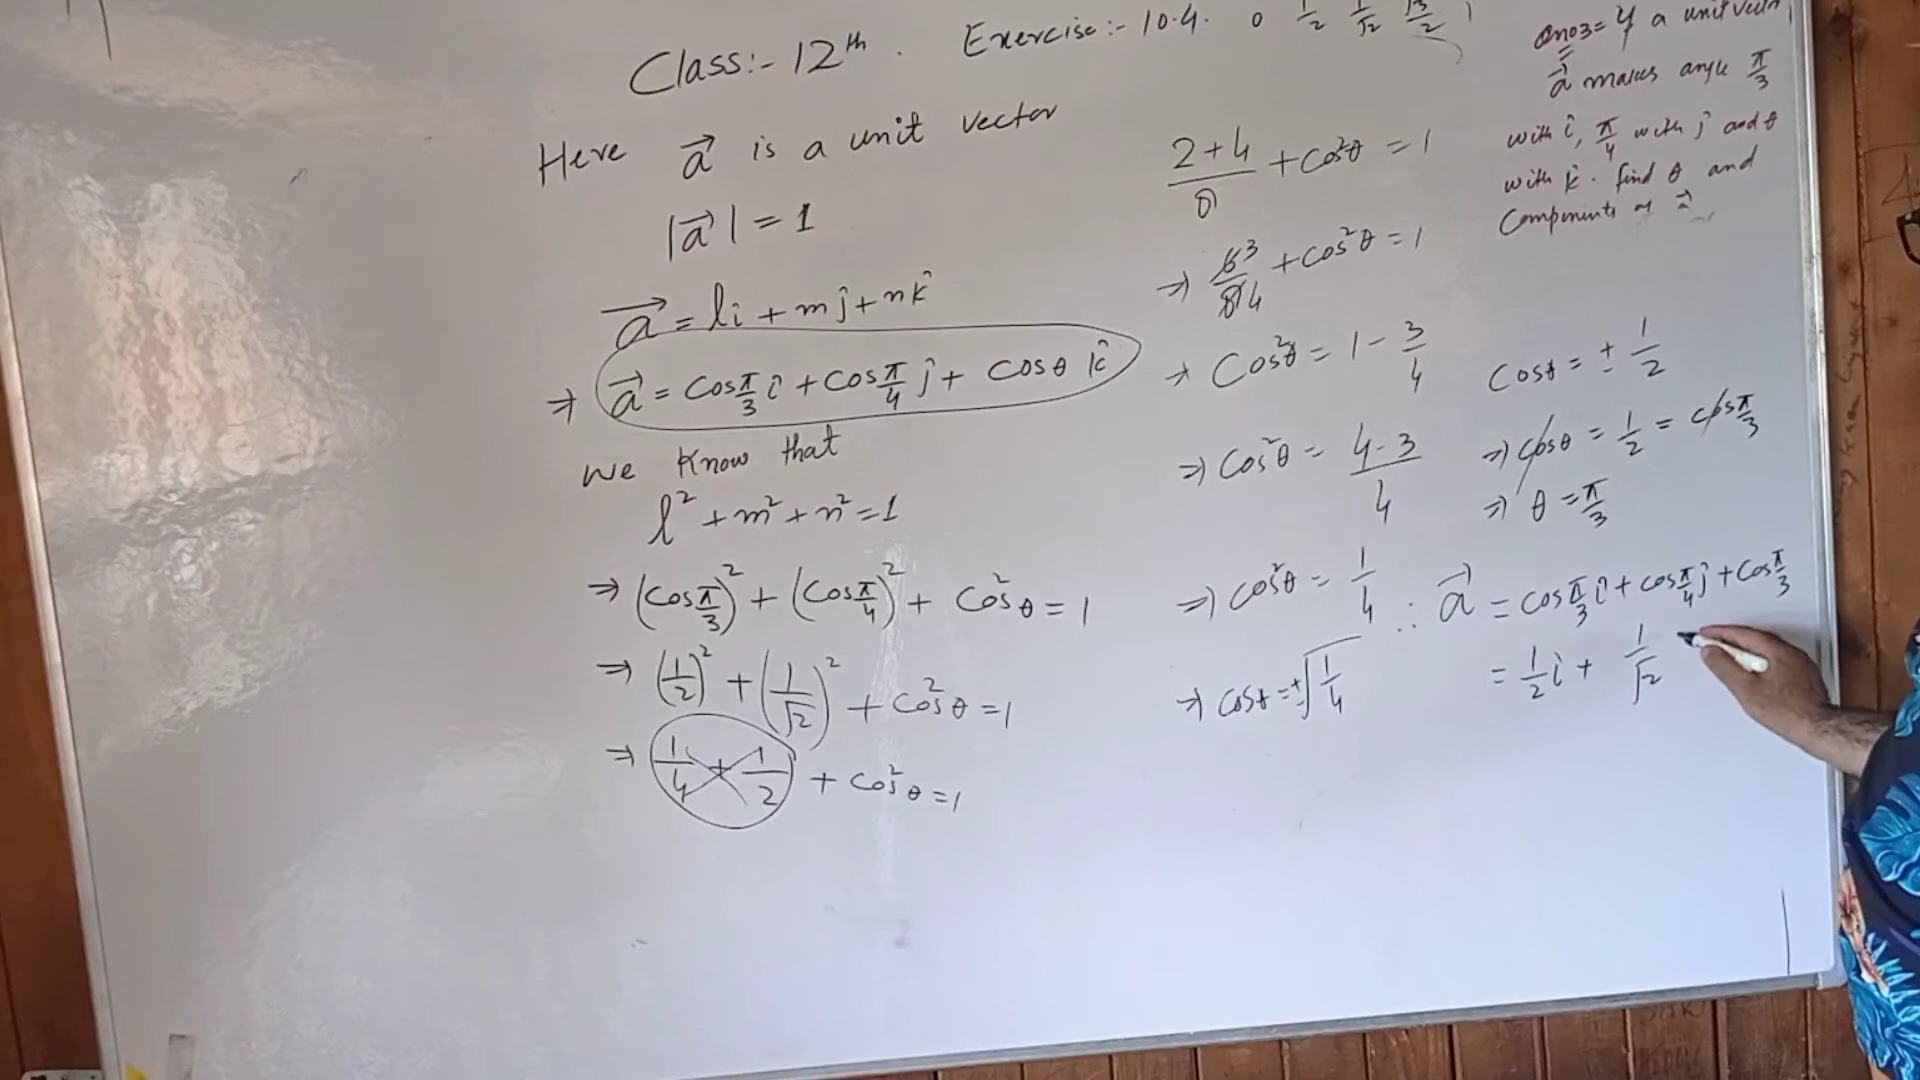 Class:- 12th. Exercise:- 10.4. 0 1/2 1/√2 √3/2 1
Here a⃗ is a unit vector
|a⃗| = 1
a⃗ = li + mĵ + nk̂
⇒ a⃗ = Cos π/3 î + Cos π/4 ĵ + Cos θ k̂
We Know that
l² + m² + n² = 1
⇒ (Cos π/3)² + (Cos π/4)² + Cos²θ = 1
⇒ (1/2)² + (1/√2)² + Cos²θ = 1
⇒ 1/4 + 1/2 + Cos²θ = 1
(2+4)/8 + Cos²θ = 1
⇒ 6 3/8 4 + Cos²θ = 1
⇒ Cos²θ = 1 - 3/4
⇒ Cos²θ = (4-3)/4
⇒ Cos²θ = 1/4
⇒ Cosθ = ±√(1/4)
Cosθ = ± 1/2
⇒ Cosθ = 1/2 = Cos π/3
⇒ θ = π/3
∴ a⃗ = Cos π/3 î + Cos π/4 ĵ + Cos π/3
= 1/2 î + 1/√2
Qno3= If a unit vector
a⃗ makes angle π/3
with î, π/4 with ĵ and θ
with k̂. find θ and
Components of a⃗